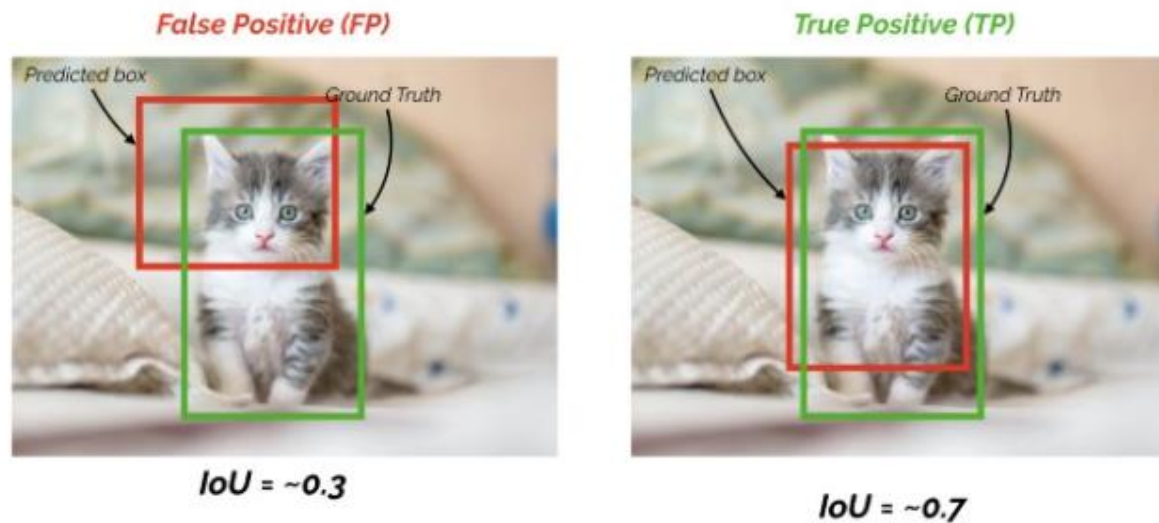 False Positive (FP)
Predicted box
Ground Truth
IoU = ~0.3
True Positive (TP)
Predicted box
Ground Truth
IoU = ~0.7